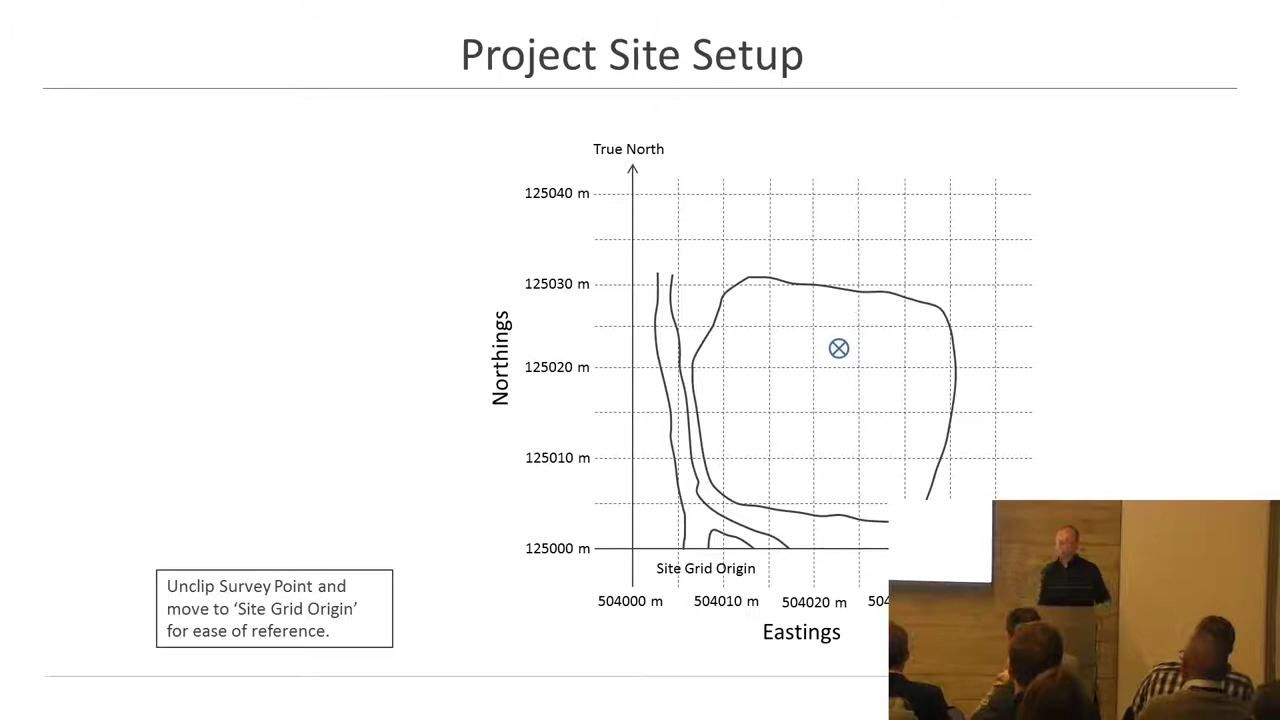 Project Site Setup
True North
125040 m
125030 m
125020 m
125010 m
125000 m
Northings
Site Grid Origin
504000 m
504010 m
504020 m
504
Eastings
Unclip Survey Point and
move to ‘Site Grid Origin’
for ease of reference.